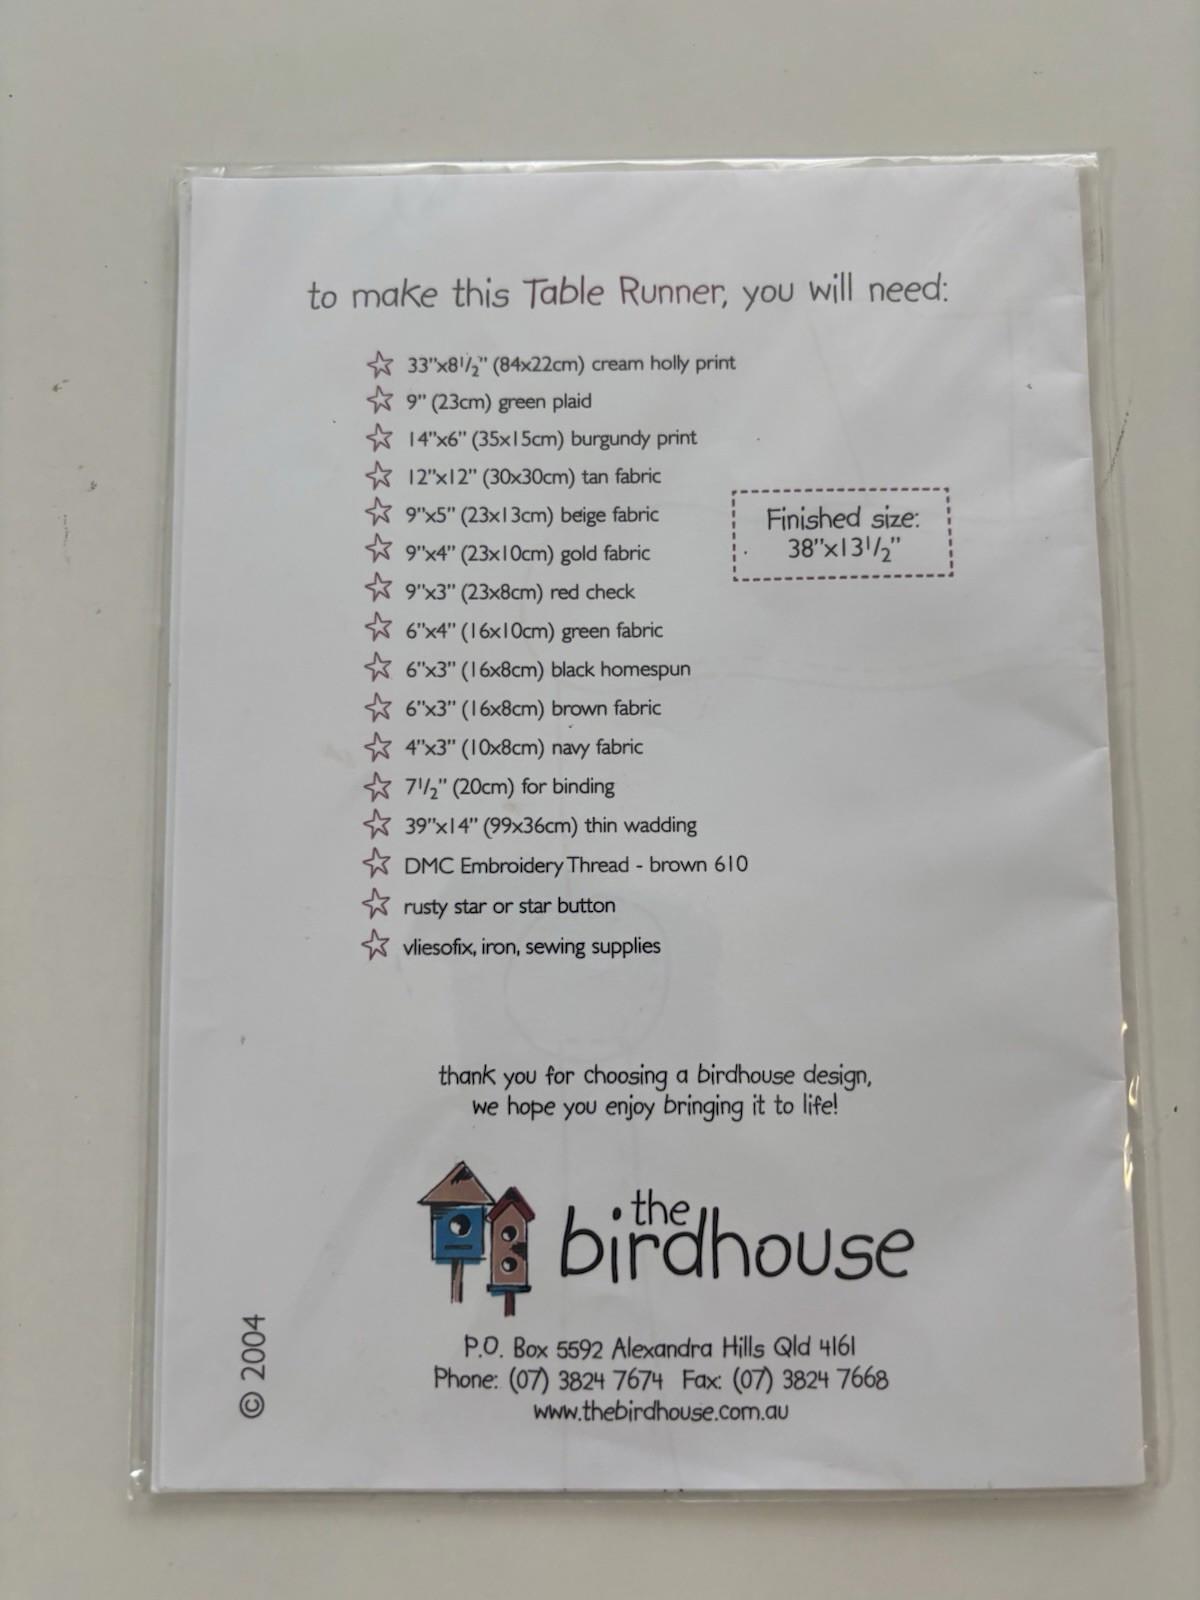 to make this Table Runner, you will need:
33"x8½" (84x22cm) cream holly print
9" (23cm) green plaid
14"x6" (35x15cm) burgundy print
12"x12" (30x30cm) tan fabric
9"x5" (23x13cm) beige fabric
9"x4" (23x10cm) gold fabric
9"x3" (23x8cm) red check
6"x4" (16x10cm) green fabric
6"x3" (16x8cm) black homespun
6"x3" (16x8cm) brown fabric
4"x3" (10x8cm) navy fabric
7½" (20cm) for binding
39"x14" (99x36cm) thin wadding
DMC Embroidery Thread - brown 610
rusty star or star button
vliesofix, iron, sewing supplies
Finished size:
38"x13½"
thank you for choosing a birdhouse design,
we hope you enjoy bringing it to life!
the
birdhouse
P.O. Box 5592 Alexandra Hills Qld 4161
Phone: (07) 3824 7674 Fax: (07) 3824 7668
www.thebirdhouse.com.au
© 2004